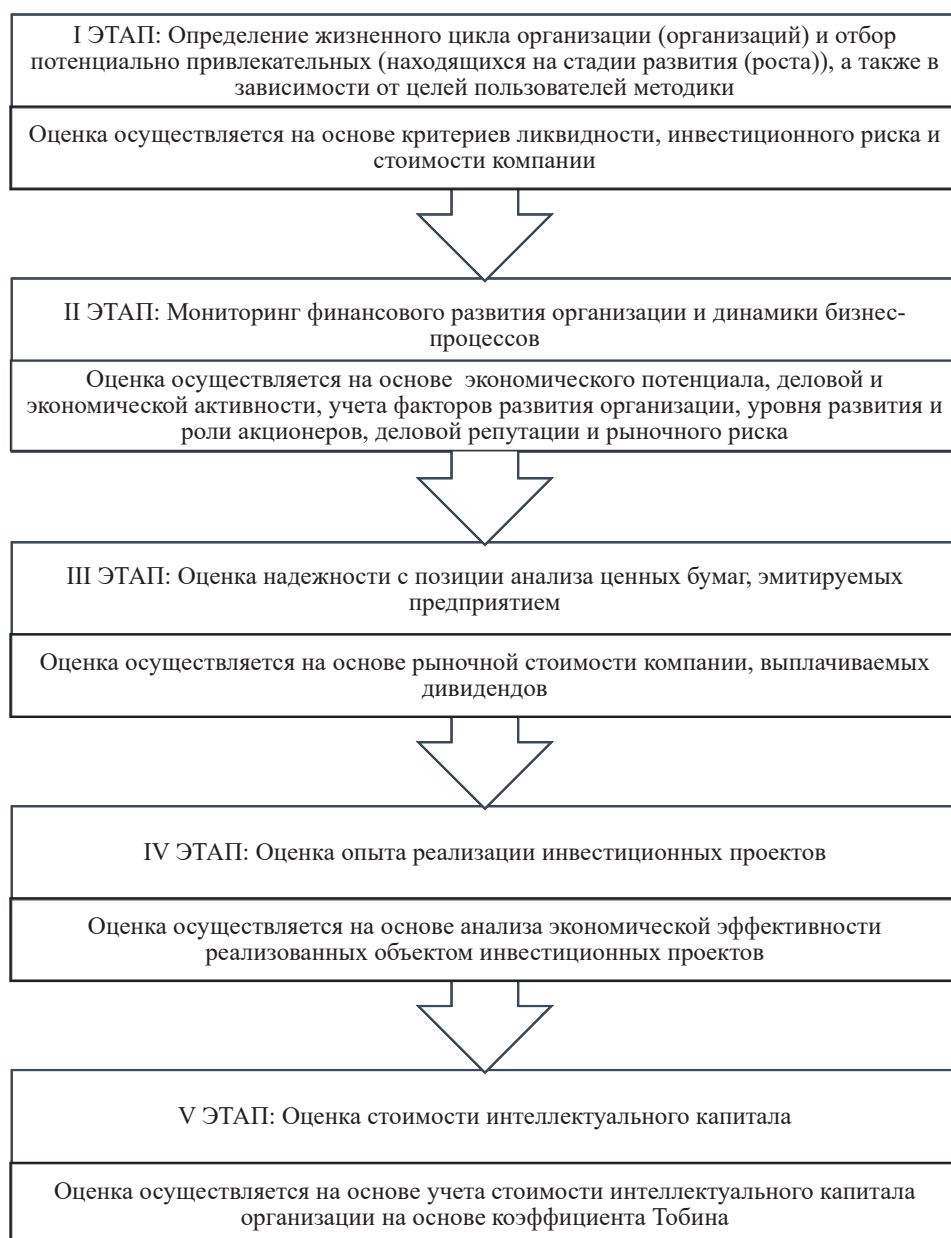 I ЭТАП: Определение жизненного цикла организации (организаций) и отбор
потенциально привлекательных (находящихся на стадии развития (роста)), а также в
зависимости от целей пользователей методики
Оценка осуществляется на основе критериев ликвидности, инвестиционного риска и
стоимости компании
II ЭТАП: Мониторинг финансового развития организации и динамики бизнес-
процессов
Оценка осуществляется на основе экономического потенциала, деловой и
экономической активности, учета факторов развития организации, уровня развития и
роли акционеров, деловой репутации и рыночного риска
III ЭТАП: Оценка надежности с позиции анализа ценных бумаг, эмитируемых
предприятием
Оценка осуществляется на основе рыночной стоимости компании, выплачиваемых
дивидендов
IV ЭТАП: Оценка опыта реализации инвестиционных проектов
Оценка осуществляется на основе анализа экономической эффективности
реализованных объектом инвестиционных проектов
V ЭТАП: Оценка стоимости интеллектуального капитала
Оценка осуществляется на основе учета стоимости интеллектуального капитала
организации на основе коэффициента Тобина